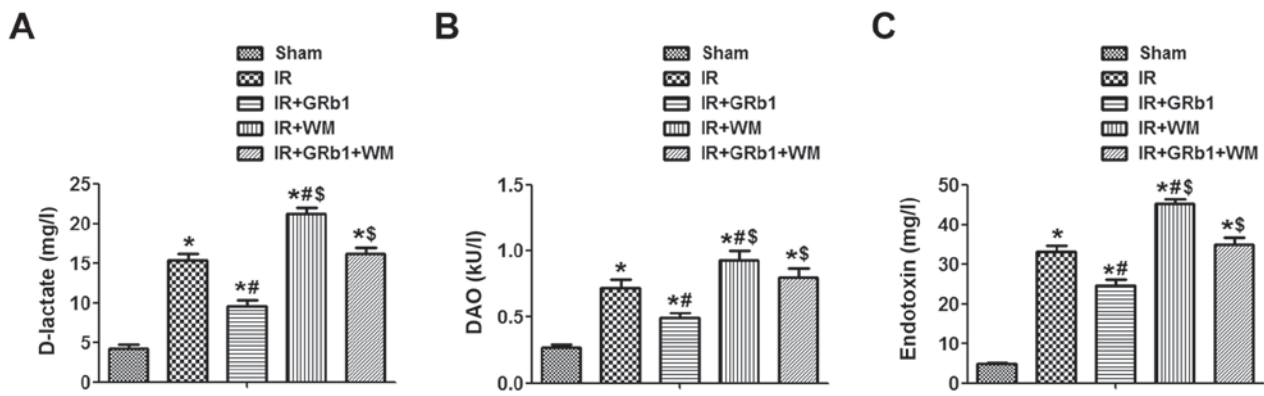 A
Sham
IR
IR+GRb1
IR+WM
IR+GRb1+WM
D-lactate (mg/l)
25
20
15
10
5
0
*
*#
*#$
*$
B
Sham
IR
IR+GRb1
IR+WM
IR+GRb1+WM
DAO (kU/l)
1.5
1.0
0.5
0.0
*
*#
*#$
*$
C
Sham
IR
IR+GRb1
IR+WM
IR+GRb1+WM
Endotoxin (mg/l)
50
40
30
20
10
0
*
*#
*#$
*$